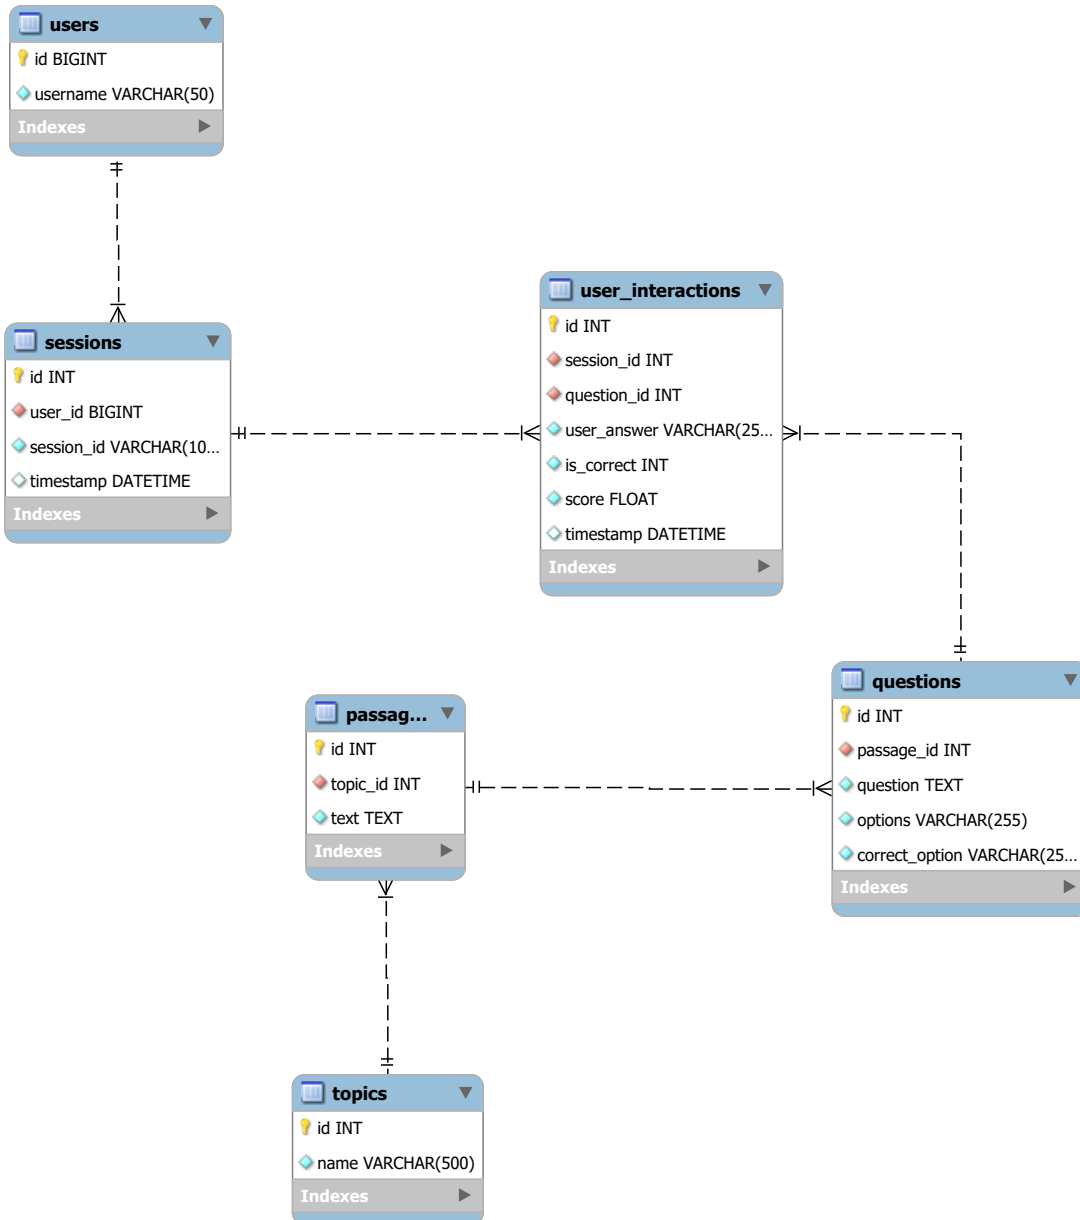 users
id BIGINT
username VARCHAR(50)
Indexes
sessions
id INT
user_id BIGINT
session_id VARCHAR(10...
timestamp DATETIME
Indexes
user_interactions
id INT
session_id INT
question_id INT
user_answer VARCHAR(25...
is_correct INT
score FLOAT
timestamp DATETIME
Indexes
questions
id INT
passage_id INT
question TEXT
options VARCHAR(255)
correct_option VARCHAR(25...
Indexes
passag...
id INT
topic_id INT
text TEXT
Indexes
topics
id INT
name VARCHAR(500)
Indexes